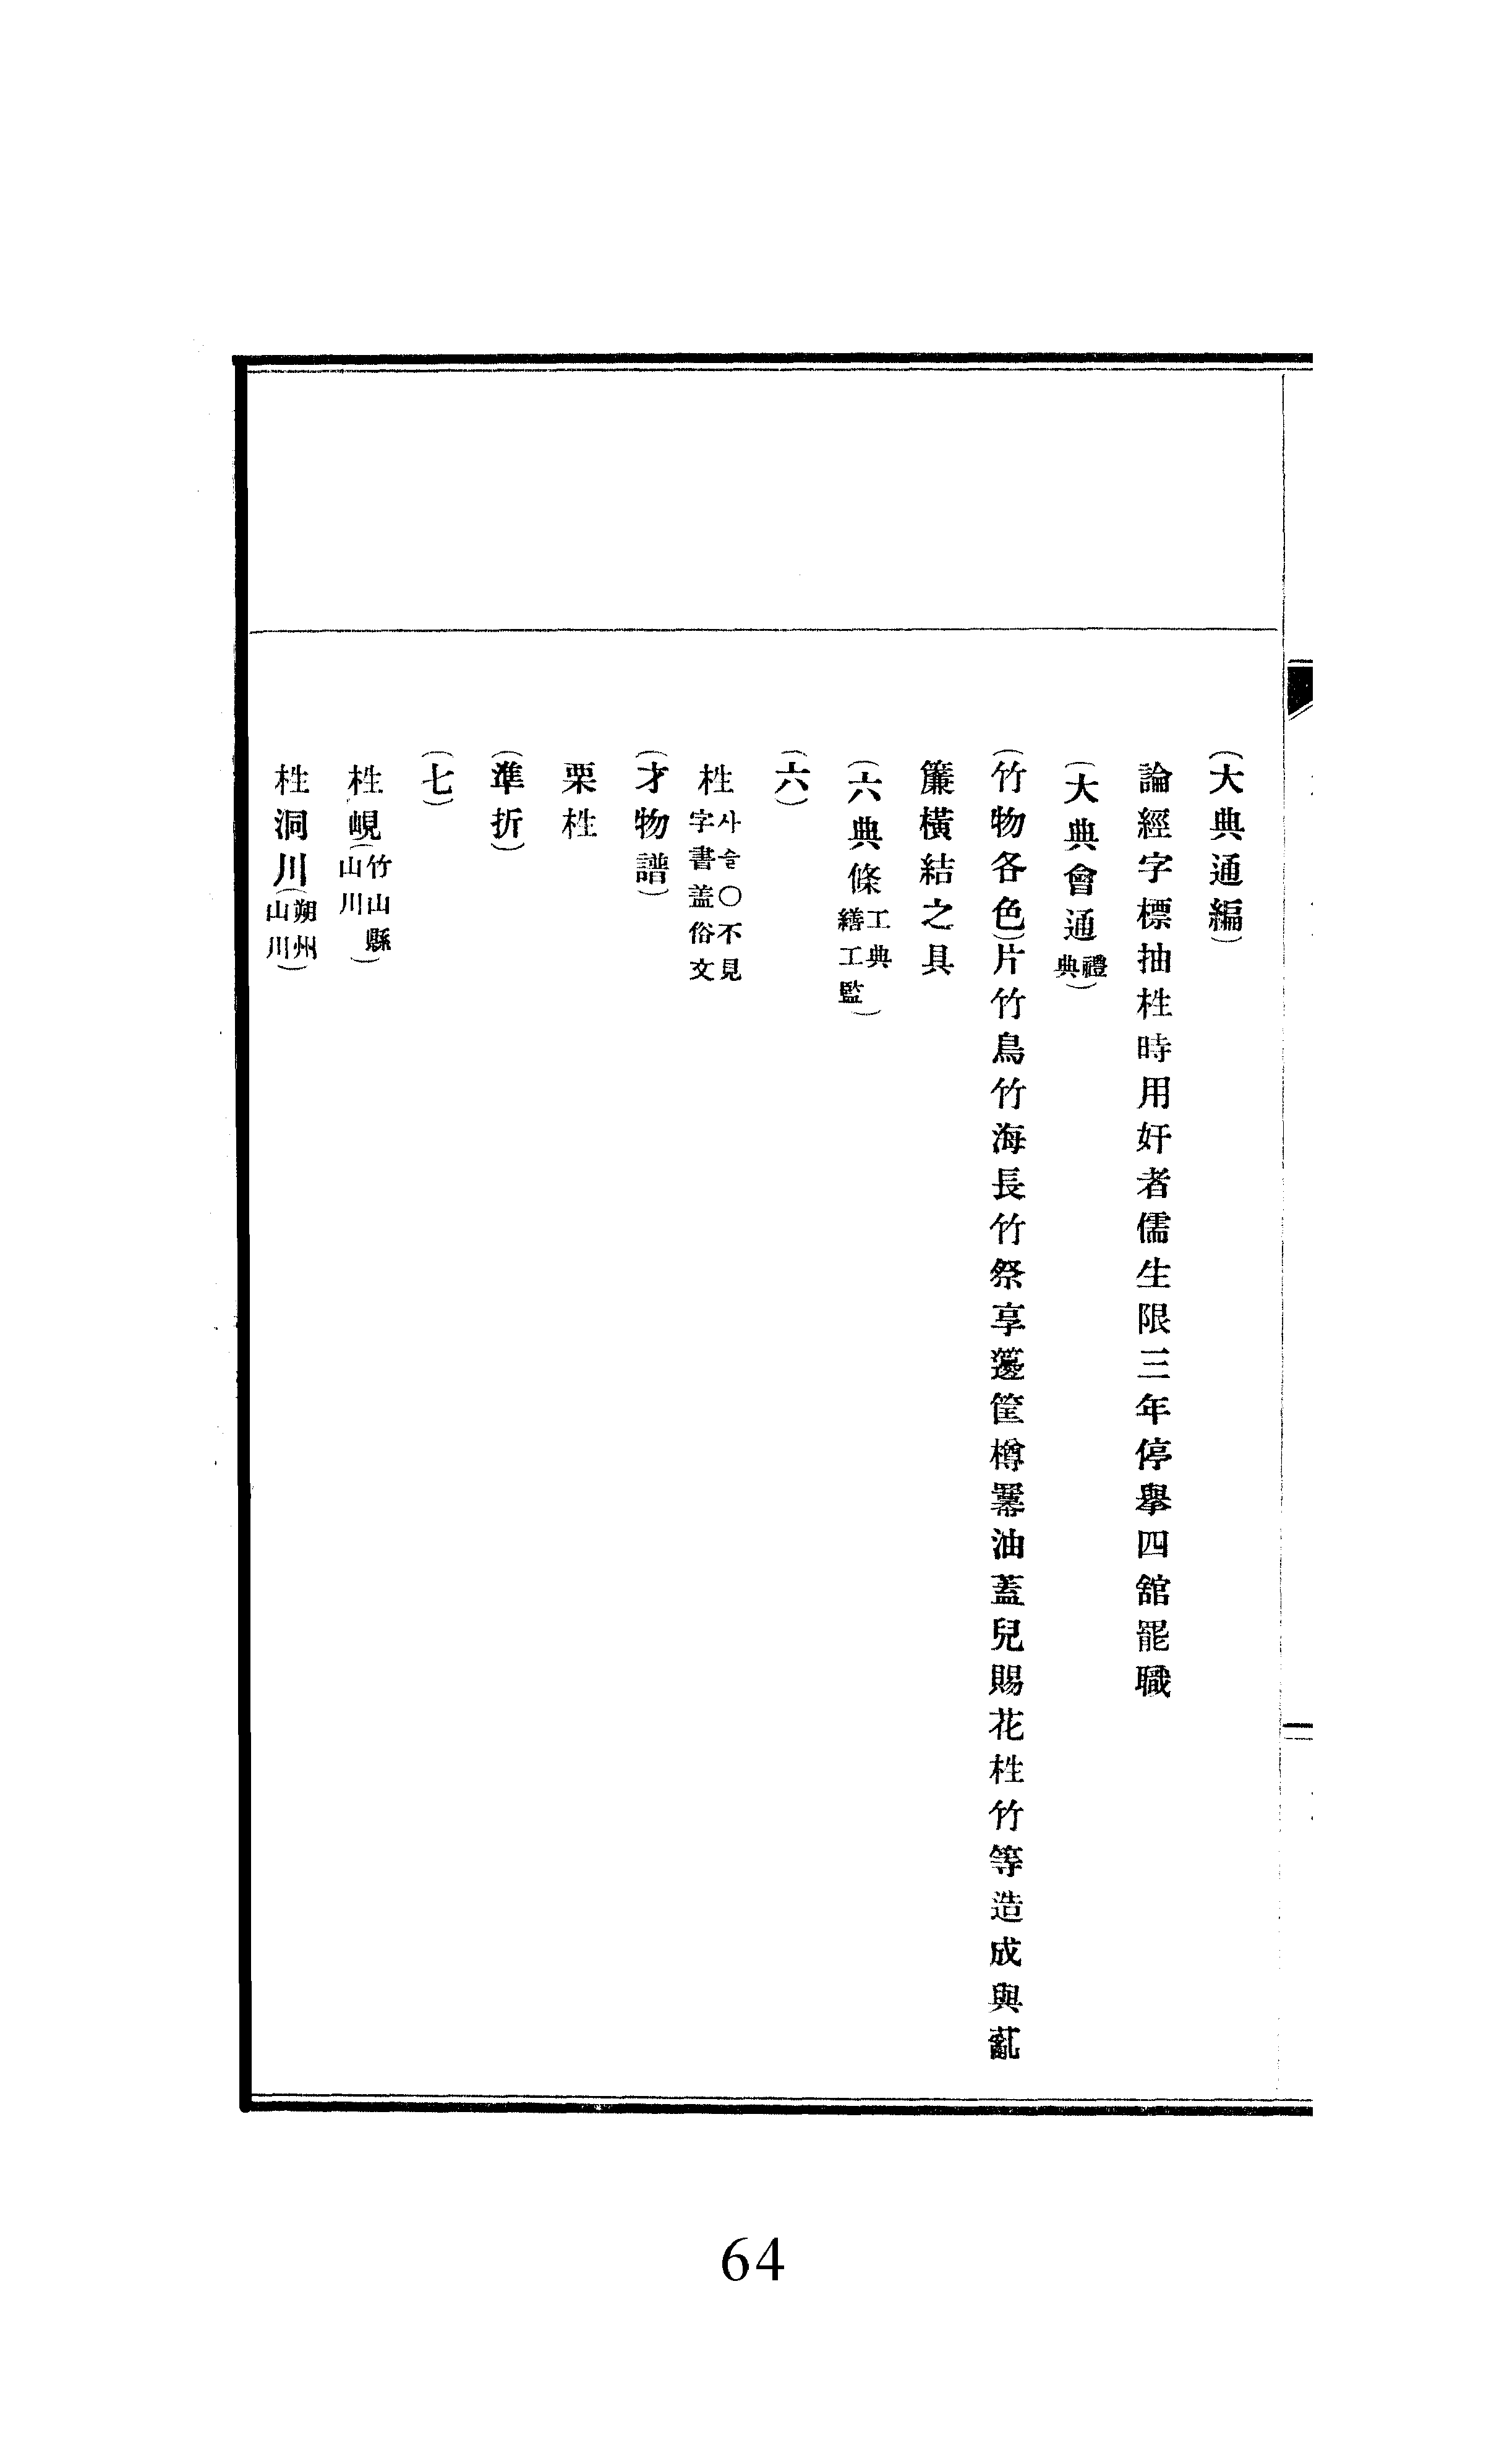 (大典通編)
論經字標抽栍時用奸者儒生限三年停擧四舘罷職
(大典會通禮典)
(竹物各色)片竹鳥竹海長竹祭享籩筐樽羃油蓋兒賜花栍竹等造成與薍
簾橫結之具
(六典條工典繕工監)
(六)
栍사슬○不見字書盖俗文
(才物譜)
栗栍
(準折)
(七)
栍峴(竹山縣山川)
栍洞川(朔州山川)
64